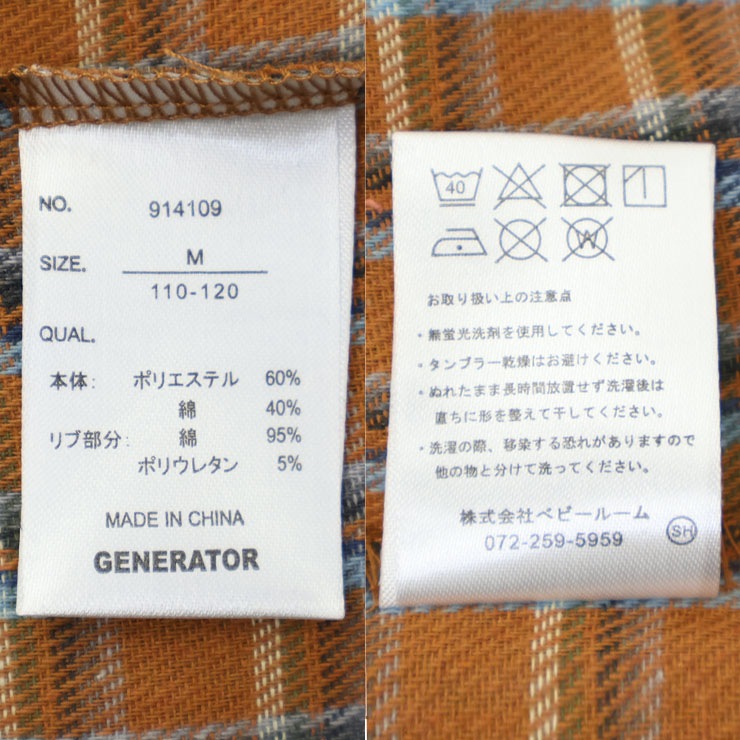 NO. 914109
SIZE. M
110-120
QUAL.
本体: ポリエステル 60%
綿 40%
リブ部分: 綿 95%
ポリウレタン 5%
MADE IN CHINA
GENERATOR
40
W
お取り扱い上の注意点
・無蛍光洗剤を使用してください。
・タンブラー乾燥はお避けください。
・ぬれたまま長時間放置せず洗濯後は
直ちに形を整えて干してください。
・洗濯の際、移染する恐れがありますので
他の物と分けて洗ってください。
株式会社ベビールーム
072-259-5959
SH